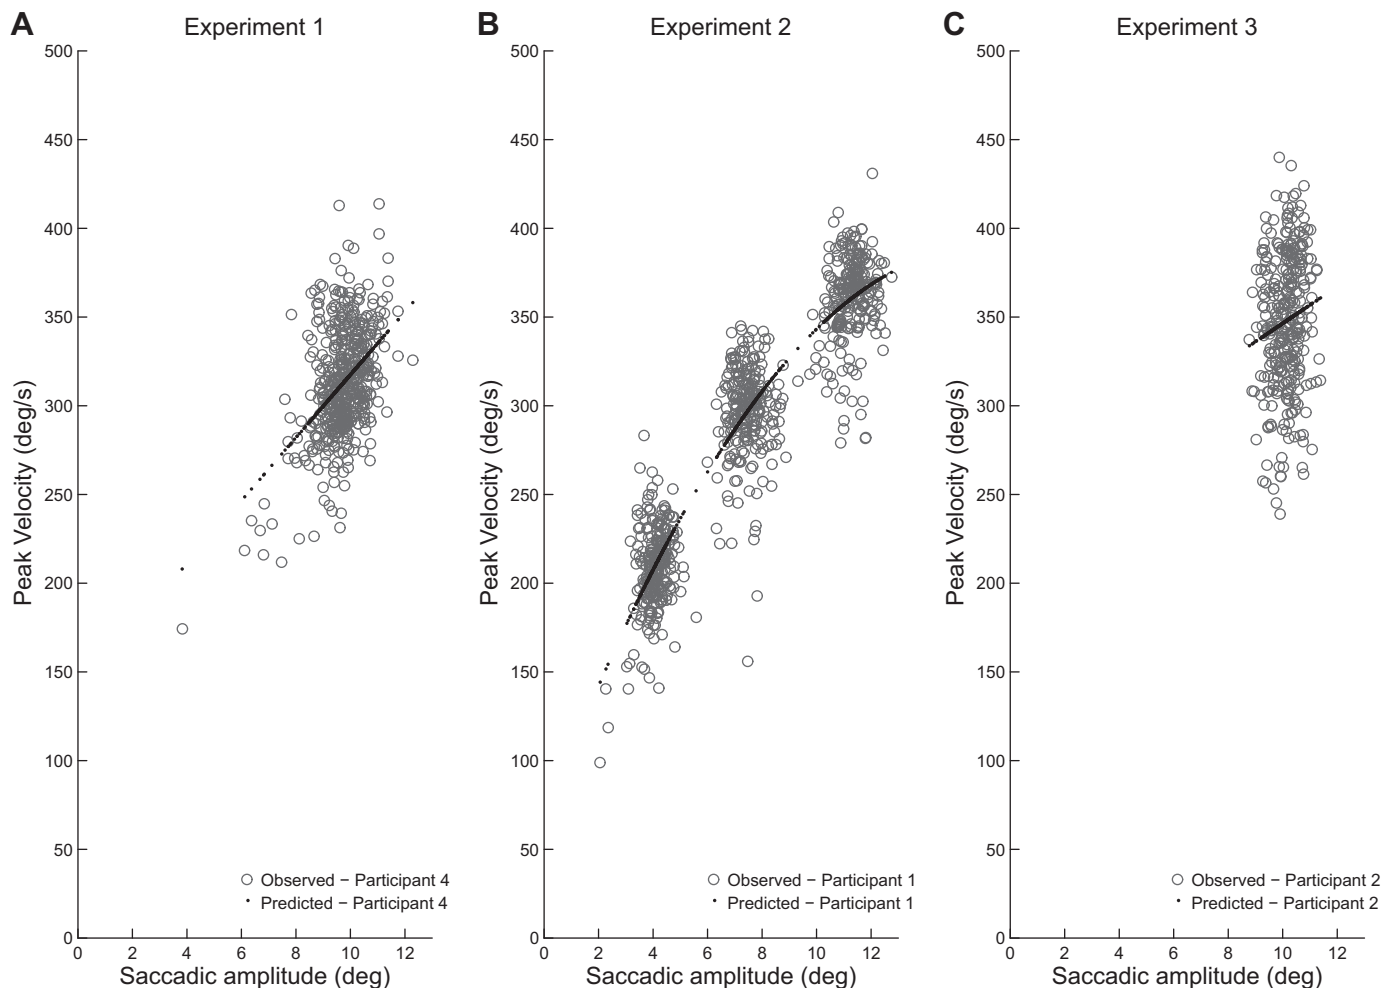 A
Experiment 1
500
450
400
350
300
250
200
150
100
50
0
Peak Velocity (deg/s)
Observed − Participant 4
Predicted − Participant 4
0 2 4 6 8 10 12
Saccadic amplitude (deg)
B
Experiment 2
500
450
400
350
300
250
200
150
100
50
0
Peak Velocity (deg/s)
Observed − Participant 1
Predicted − Participant 1
0 2 4 6 8 10 12
Saccadic amplitude (deg)
C
Experiment 3
500
450
400
350
300
250
200
150
100
50
0
Peak Velocity (deg/s)
Observed − Participant 2
Predicted − Participant 2
0 2 4 6 8 10 12
Saccadic amplitude (deg)